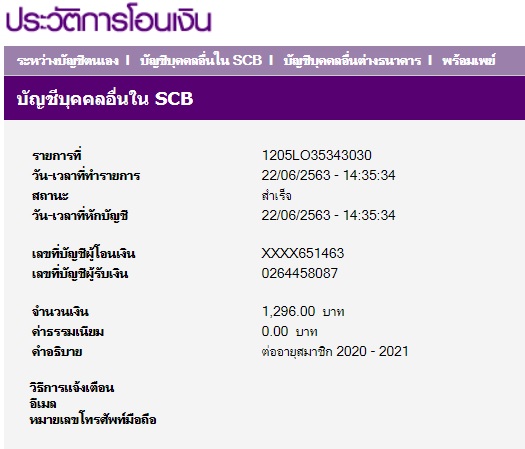 ประวัติการโอนเงิน
ระหว่างบัญชีตนเอง | บัญชีบุคคลอื่นใน SCB | บัญชีบุคคลอื่นต่างธนาคาร | พร้อมเพย์
บัญชีบุคคลอื่นใน SCB
รายการที่ 1205LO35343030
วัน-เวลาที่ทำรายการ 22/06/2563 - 14:35:34
สถานะ สำเร็จ
วัน-เวลาที่หักบัญชี 22/06/2563 - 14:35:34
เลขที่บัญชีผู้โอนเงิน XXXX651463
เลขที่บัญชีผู้รับเงิน 0264458087
จำนวนเงิน 1,296.00 บาท
ค่าธรรมเนียม 0.00 บาท
คำอธิบาย ต่ออายุสมาชิก 2020 - 2021
วิธีการแจ้งเตือน
อีเมล
หมายเลขโทรศัพท์มือถือ